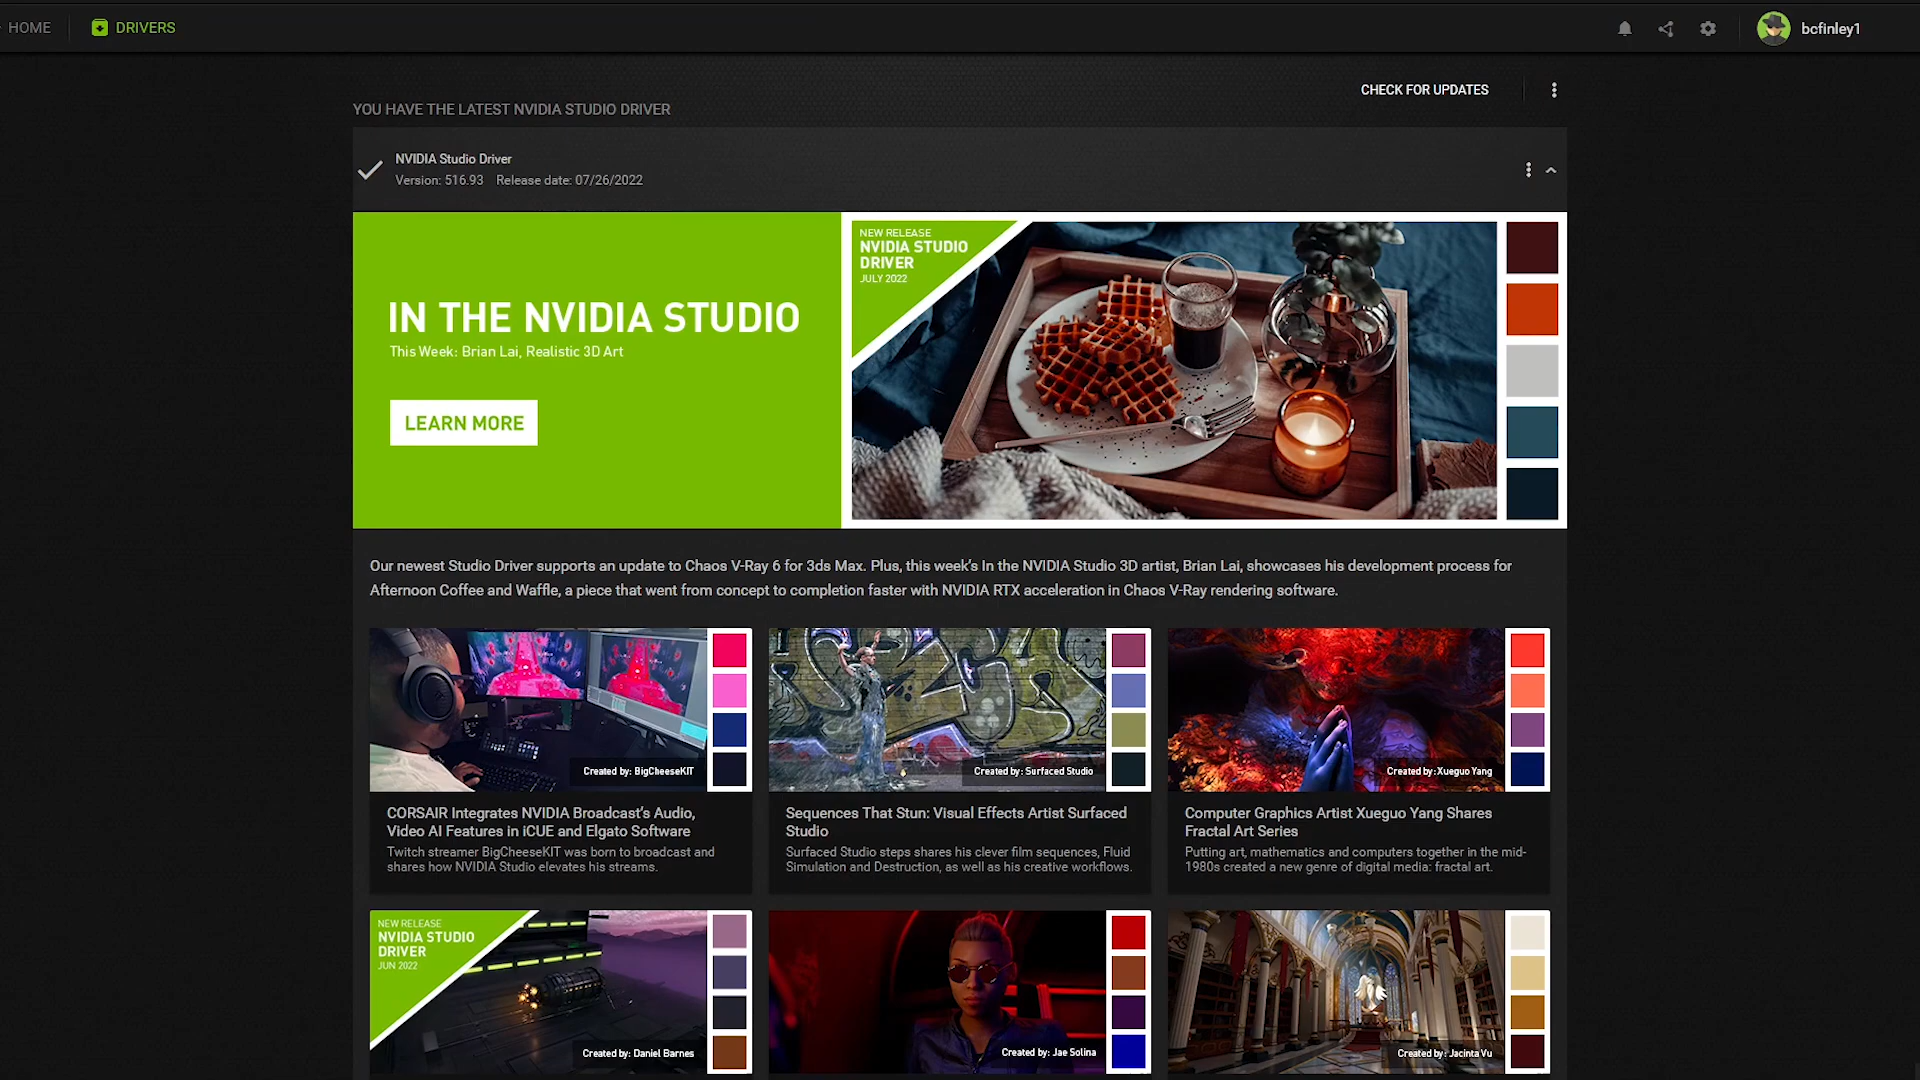 HOME
DRIVERS
bcfinley1
CHECK FOR UPDATES
YOU HAVE THE LATEST NVIDIA STUDIO DRIVER
NVIDIA Studio Driver
Version: 516.93 Release date: 07/26/2022
IN THE NVIDIA STUDIO
This Week: Brian Lai, Realistic 3D Art
LEARN MORE
NEW RELEASE
NVIDIA STUDIO
DRIVER
JULY 2022
Our newest Studio Driver supports an update to Chaos V-Ray 6 for 3ds Max. Plus, this week's In the NVIDIA Studio 3D artist, Brian Lai, showcases his development process for
Afternoon Coffee and Waffle, a piece that went from concept to completion faster with NVIDIA RTX acceleration in Chaos V-Ray rendering software.
Created by: BigCheeseKIT
CORSAIR Integrates NVIDIA Broadcast's Audio,
Video AI Features in iCUE and Elgato Software
Twitch streamer BigCheeseKIT was born to broadcast and
shares how NVIDIA Studio elevates his streams.
Created by: Surfaced Studio
Sequences That Stun: Visual Effects Artist Surfaced
Studio
Surfaced Studio steps shares his clever film sequences, Fluid
Simulation and Destruction, as well as his creative workflows.
Created by: Xueguo Yang
Computer Graphics Artist Xueguo Yang Shares
Fractal Art Series
Putting art, mathematics and computers together in the mid-
1980s created a new genre of digital media: fractal art.
NEW RELEASE
NVIDIA STUDIO
DRIVER
JUN 2022
Created by: Daniel Barnes
Created by: Jae Solina
Created by: Jacinta Vu